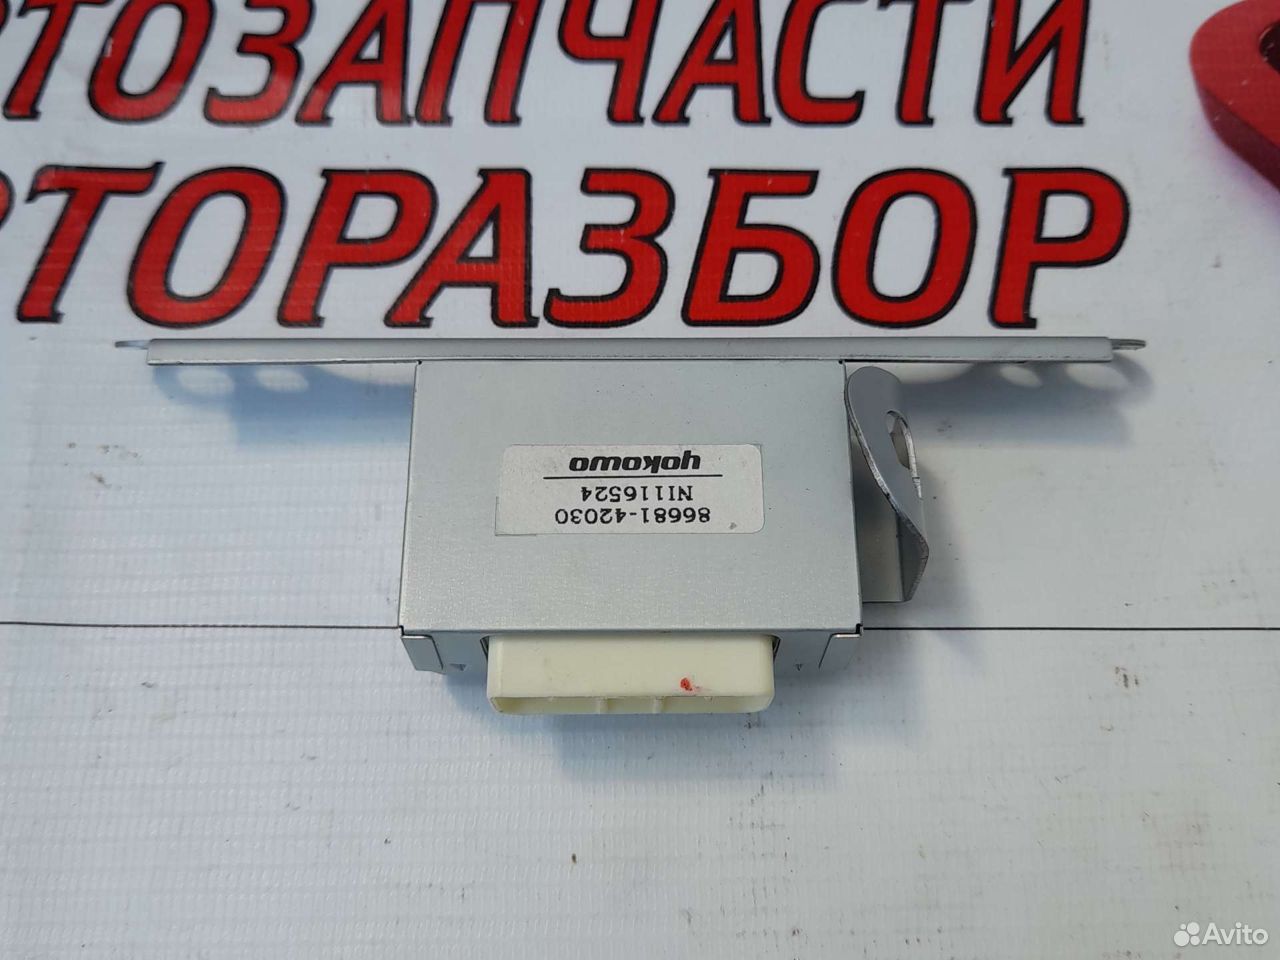 ТОЗАПЧАСТИ
ТОРАЗБОР
86681-42030
NI116524
yokowo
Avito